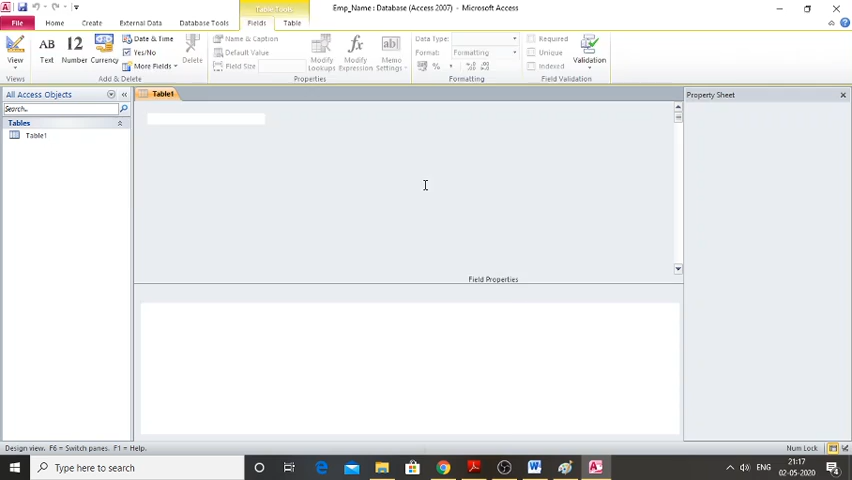 Table Tools
Emp_Name : Database (Access 2007) - Microsoft Access
File Home Create External Data Database Tools Fields Table
View
Views
AB
Text
12
Number
Currency
Date & Time
Yes/No
More Fields
Delete
Add & Delete
Name & Caption
Default Value
Field Size
Modify Lookups
fx
Modify Expression
ab
Memo Settings
Properties
Data Type:
Format: Formatting
%
Formatting
Required
Unique
Indexed
Validation
Field Validation
All Access Objects
Search..
Tables
Table1
Table1
Property Sheet
Field Properties
Design view. F6 = Switch panes. F1 = Help.
Num Lock
Type here to search
ENG
21:17
02-05-2020
4